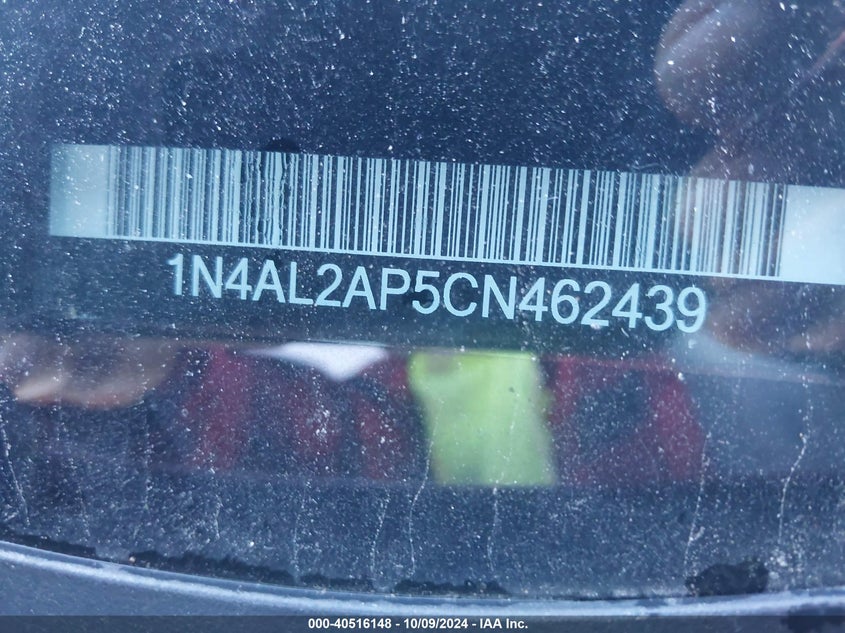 1N4AL2AP5CN462439
000-40516148 - 10/09/2024 - IAA Inc.